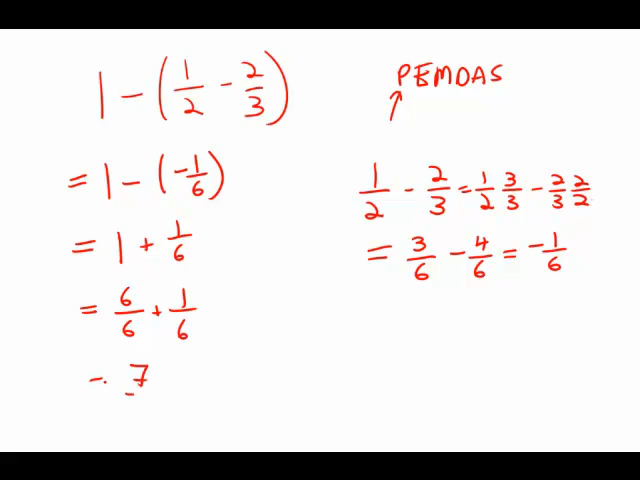 1 - (1/2 - 2/3)
= 1 - (-1/6)
= 1 + 1/6
= 6/6 + 1/6
- 7
PEMDAS
1/2 - 2/3 = 1/2 3/3 - 2/3 2/2
= 3/6 - 4/6 = -1/6